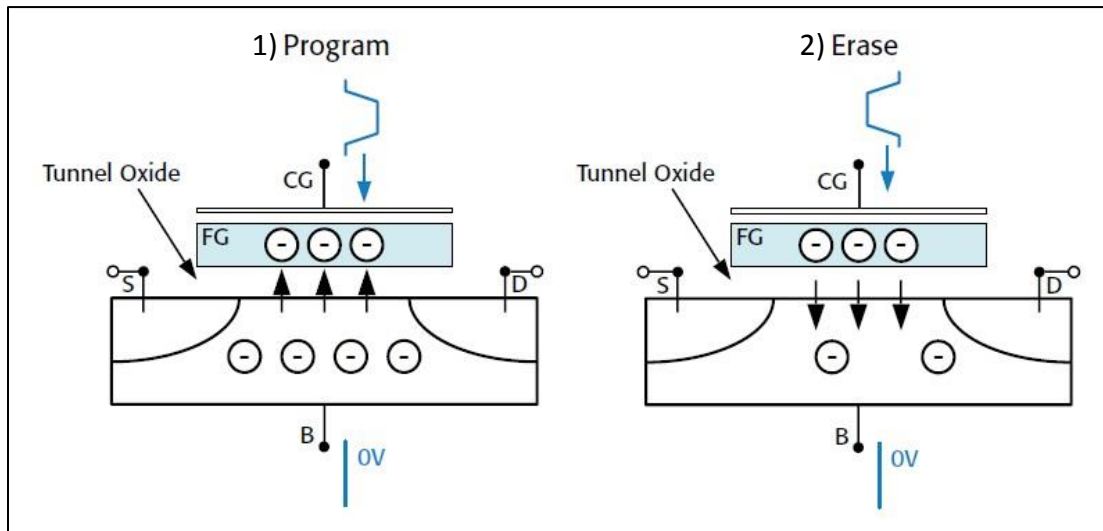 1) Program
2) Erase
Tunnel Oxide
CG
FG
- - -
S
D
- - - -
B
0V
Tunnel Oxide
CG
FG
- - -
S
D
- -
B
0V